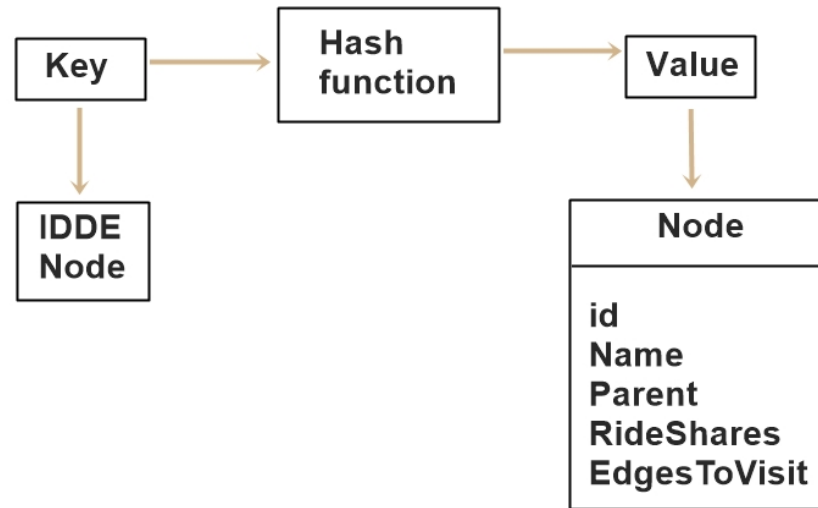 Key
Hash
function
Value
IDDE
Node
Node
id
Name
Parent
RideShares
EdgesToVisit